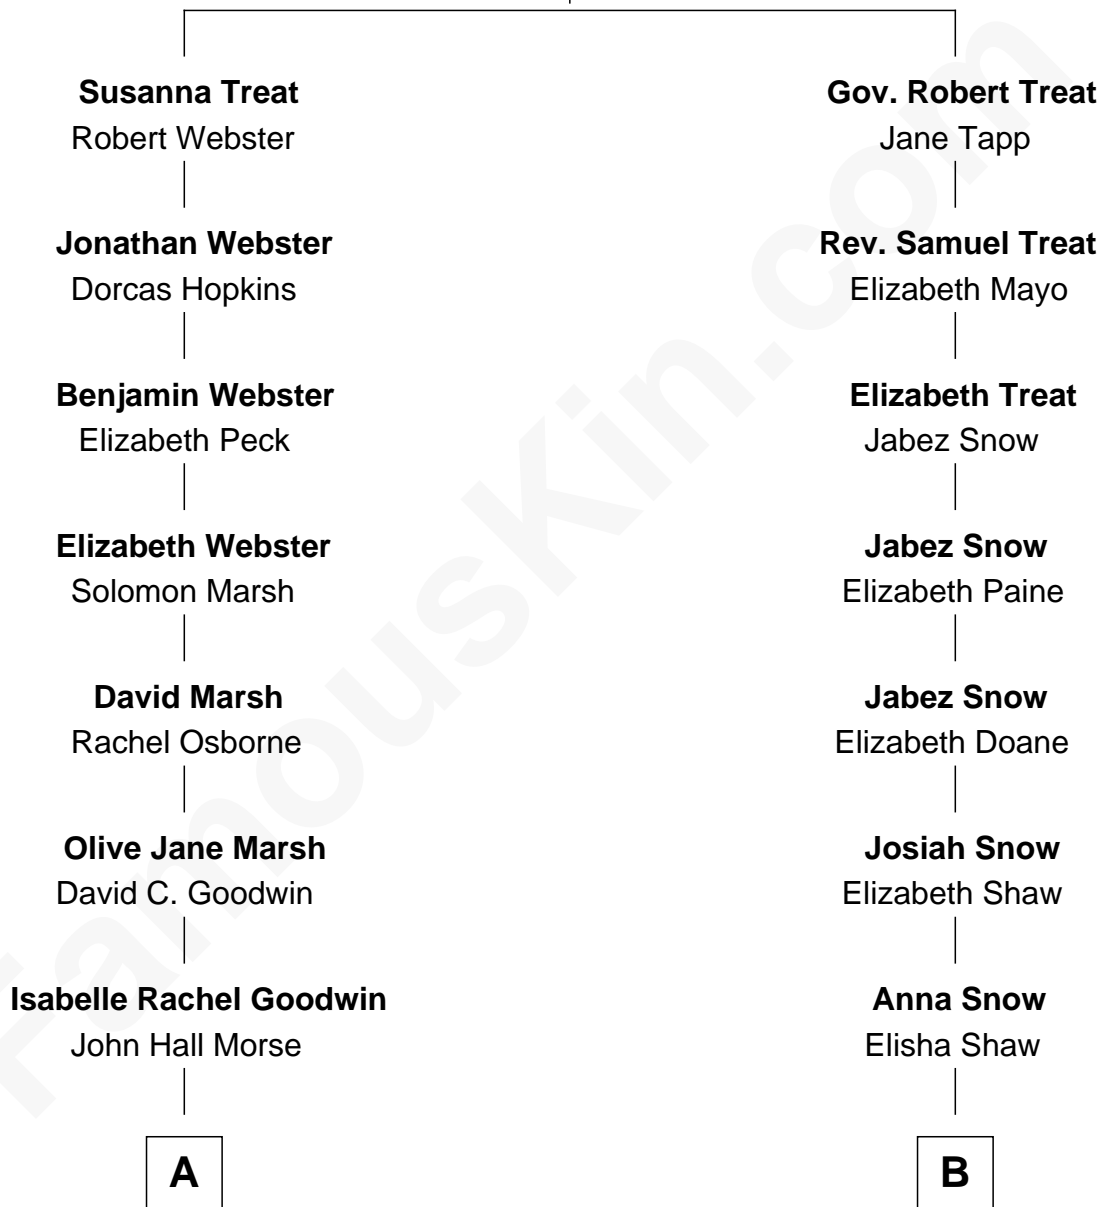 Susanna Treat
Robert Webster
Gov. Robert Treat
Jane Tapp
Jonathan Webster
Dorcas Hopkins
Rev. Samuel Treat
Elizabeth Mayo
Benjamin Webster
Elizabeth Peck
Elizabeth Treat
Jabez Snow
Elizabeth Webster
Solomon Marsh
Jabez Snow
Elizabeth Paine
David Marsh
Rachel Osborne
Jabez Snow
Elizabeth Doane
Olive Jane Marsh
David C. Goodwin
Josiah Snow
Elizabeth Shaw
Isabelle Rachel Goodwin
John Hall Morse
Anna Snow
Elisha Shaw
A
B
FamousKin.com